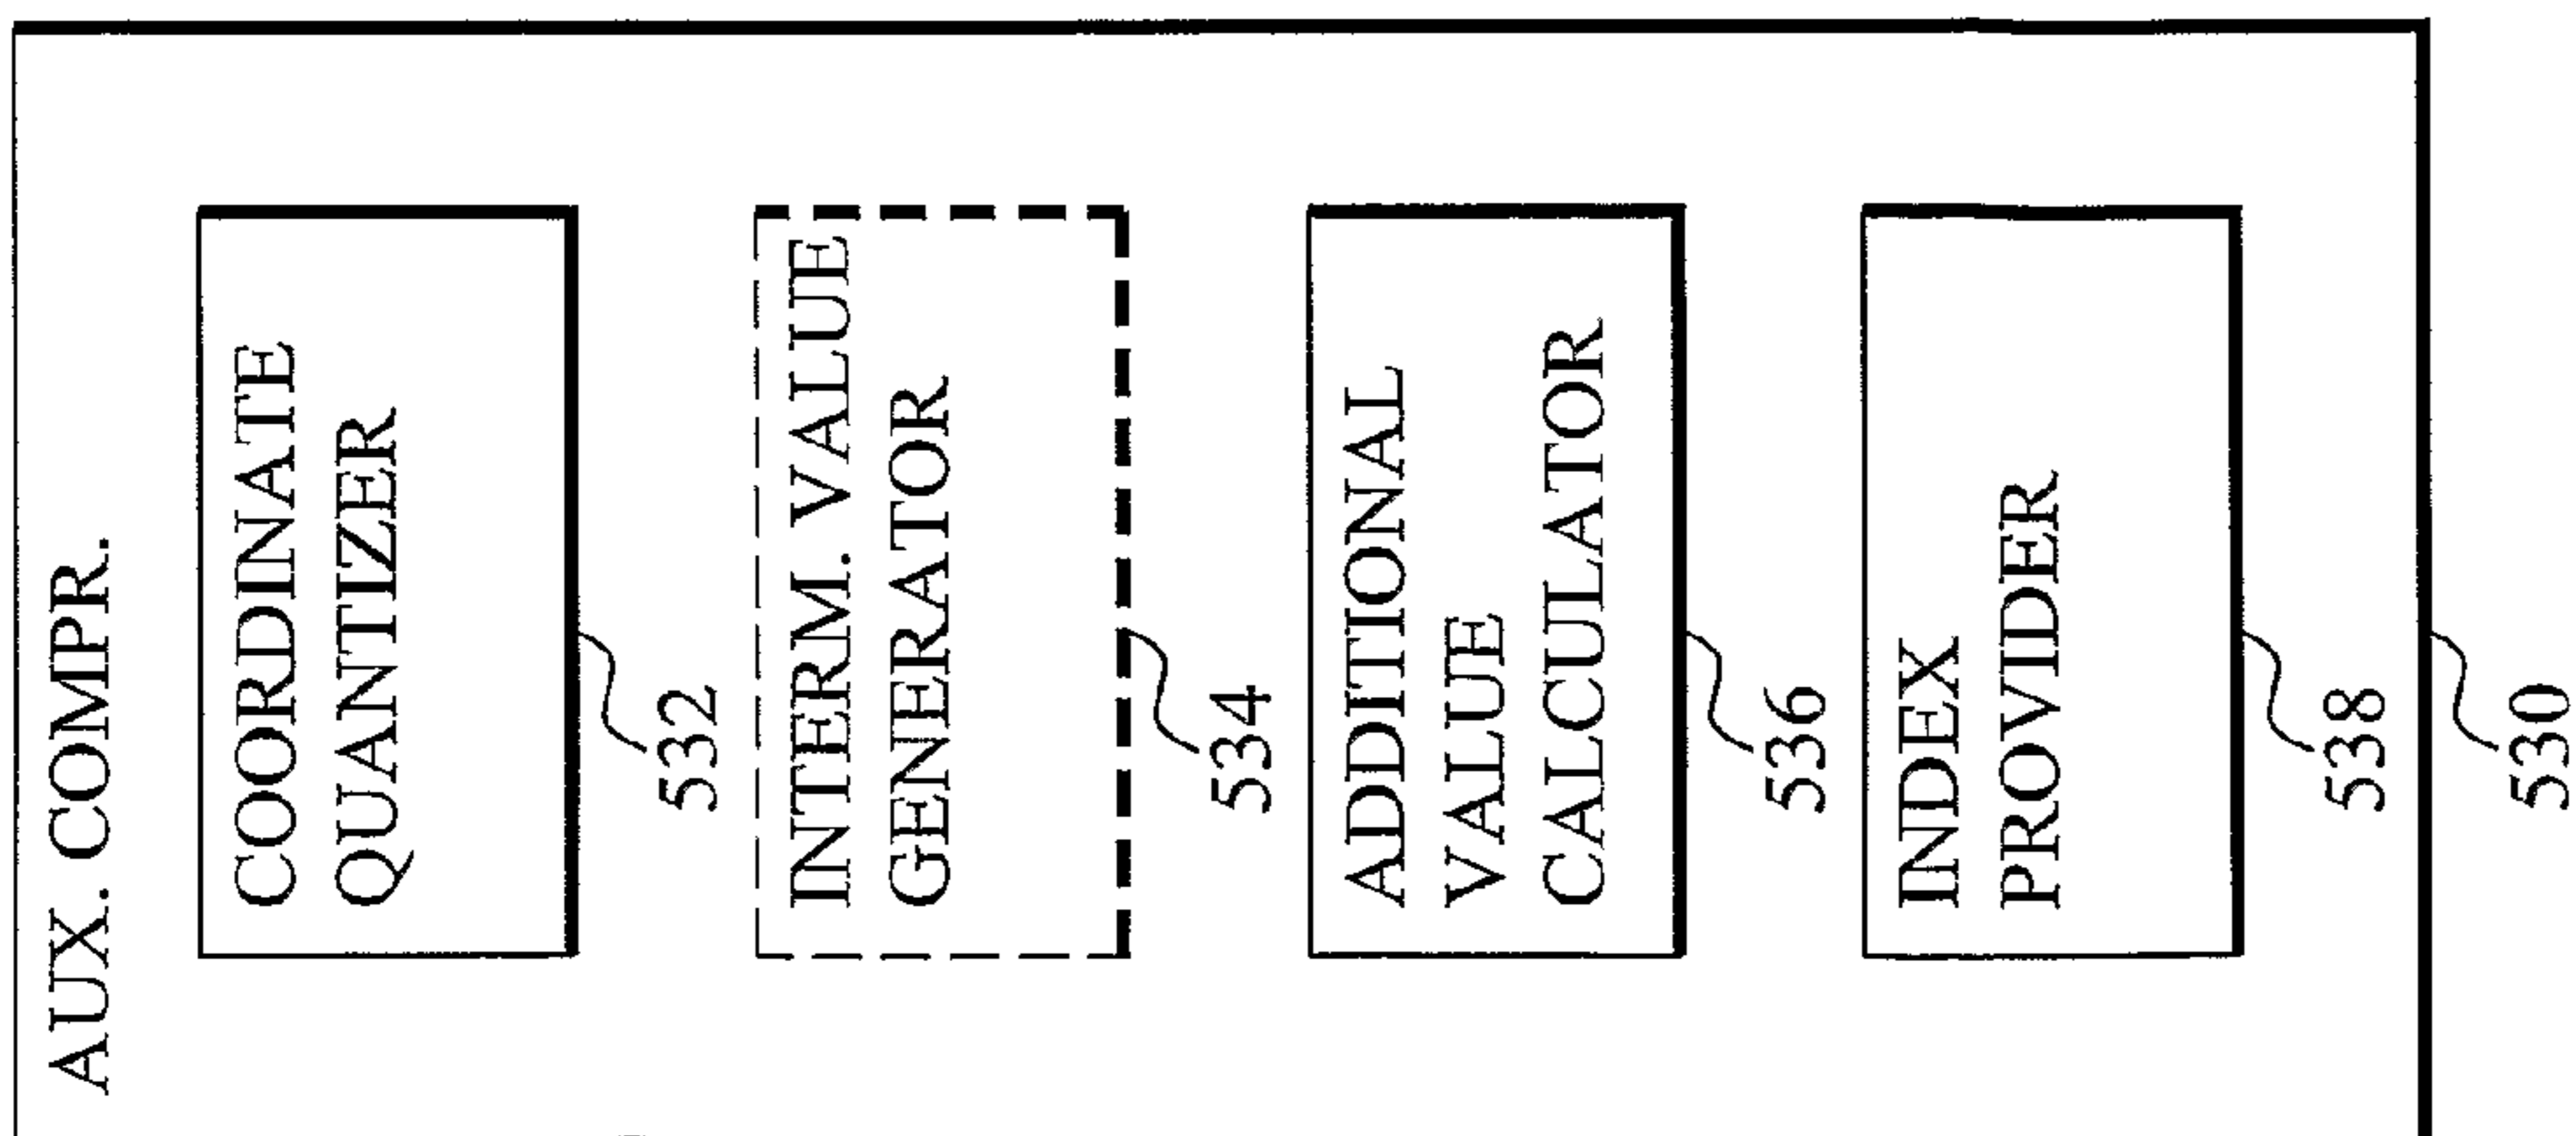 AUX. COMPR.
COORDINATE
QUANTIZER
532
INTERM. VALUE
GENERATOR
534
ADDITIONAL
VALUE
CALCULATOR
536
INDEX
PROVIDER
538
530